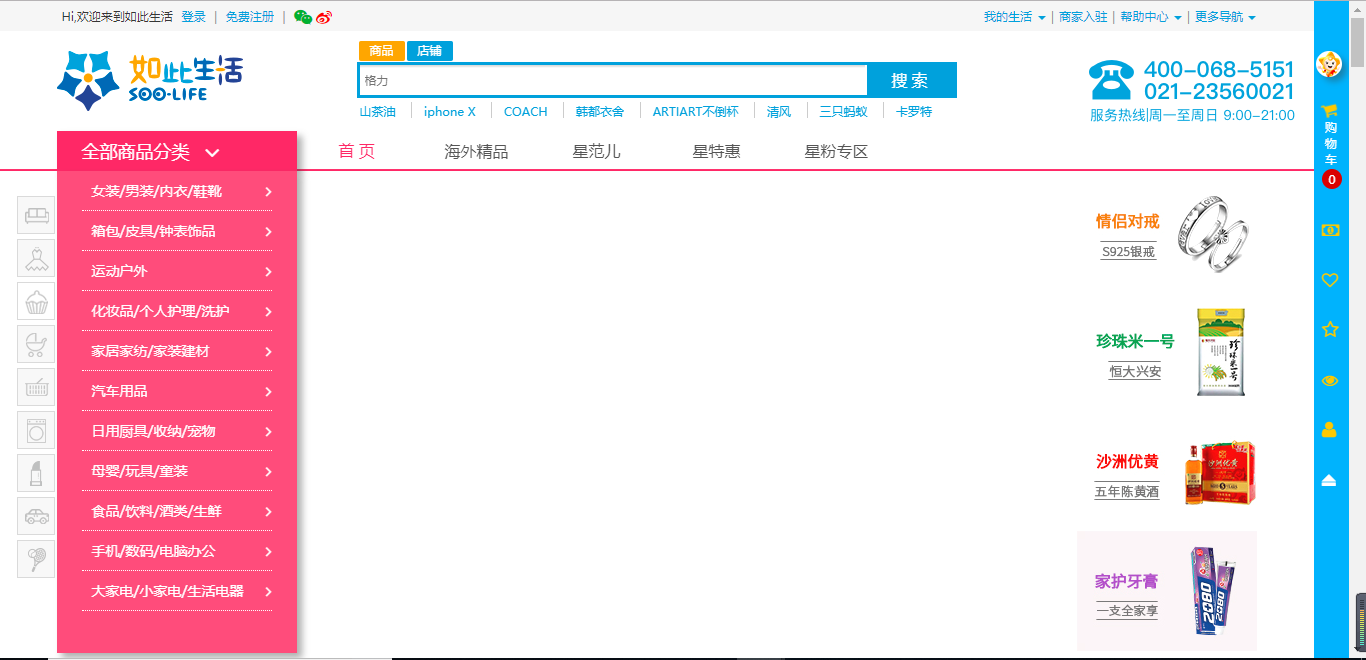 Hi,欢迎来到如此生活 登录 | 免费注册 |
我的生活 | 商家入驻 | 帮助中心 | 更多导航
如此生活
SOO-LIFE
商品 店铺
格力
搜 索
山茶油 iphone X COACH 韩都衣舍 ARTIART不倒杯 清风 三只蚂蚁 卡罗特
400-068-5151
021-23560021
服务热线|周一至周日 9:00-21:00
全部商品分类
首 页 海外精品 星范儿 星特惠 星粉专区
女装/男装/内衣/鞋靴
箱包/皮具/钟表饰品
运动户外
化妆品/个人护理/洗护
家居家纺/家装建材
汽车用品
日用厨具/收纳/宠物
母婴/玩具/童装
食品/饮料/酒类/生鲜
手机/数码/电脑办公
大家电/小家电/生活电器
情侣对戒
S925银戒
珍珠米一号
恒大兴安
珍珠米一号
沙洲优黄
五年陈黄酒
沙洲优黄
5
家护牙膏
一支全家享
2080
2080
购物车
0